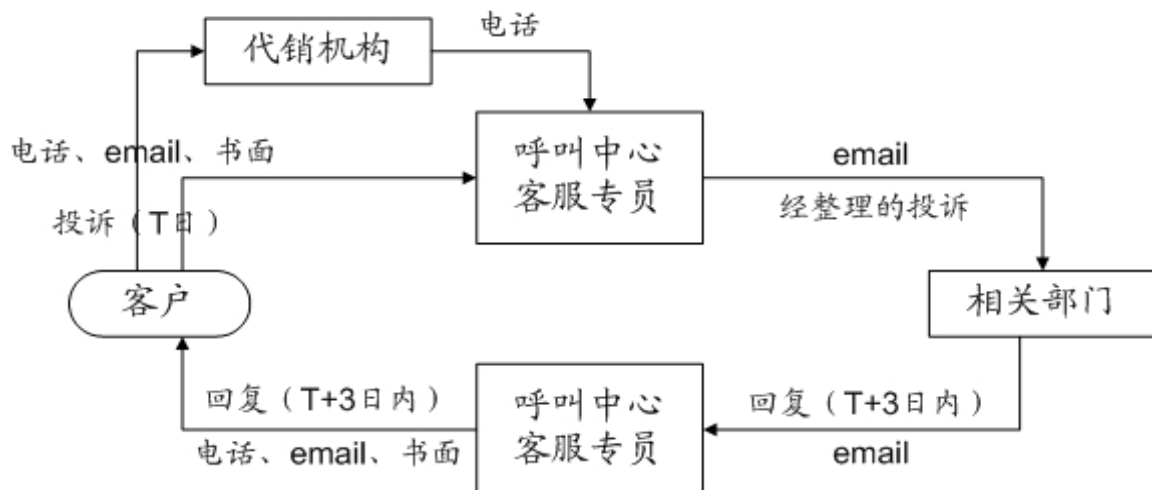 代销机构
电话
呼叫中心
客服专员
电话、email、书面
email
经整理的投诉
投诉（T日）
客户
相关部门
回复（T+3日内）
电话、email、书面
呼叫中心
客服专员
回复（T+3日内）
email